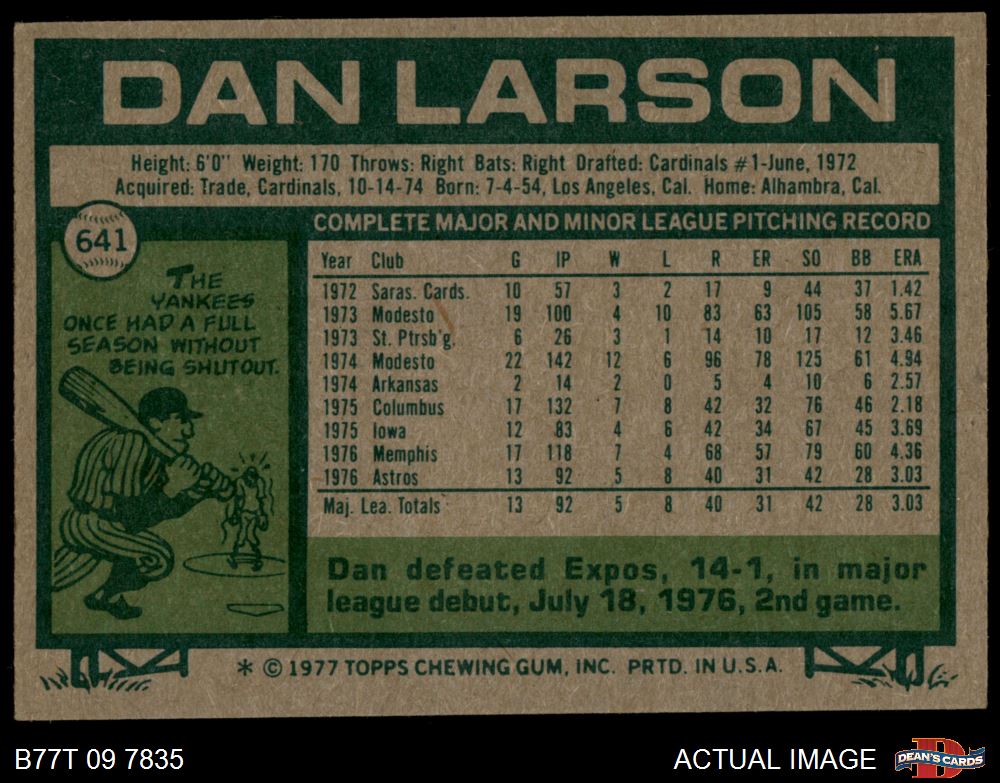 DAN LARSON
Height: 6'0" Weight: 170 Throws: Right Bats: Right Drafted: Cardinals #1-June, 1972
Acquired: Trade, Cardinals, 10-14-74 Born: 7-4-54, Los Angeles, Cal. Home: Alhambra, Cal.
641
THE
YANKEES
ONCE HAD A FULL
SEASON WITHOUT
BEING SHUTOUT.
COMPLETE MAJOR AND MINOR LEAGUE PITCHING RECORD
Year Club G IP W L R ER SO BB ERA
1972 Saras. Cards. 10 57 3 2 17 9 44 37 1.42
1973 Modesto 19 100 4 10 83 63 105 58 5.67
1973 St. Ptrsb'g. 6 26 3 1 14 10 17 12 3.46
1974 Modesto 22 142 12 6 96 78 125 61 4.94
1974 Arkansas 2 14 2 0 5 4 10 6 2.57
1975 Columbus 17 132 7 8 42 32 76 46 2.18
1975 Iowa 12 83 4 6 42 34 67 45 3.69
1976 Memphis 17 118 7 4 68 57 79 60 4.36
1976 Astros 13 92 5 8 40 31 42 28 3.03
Maj. Lea. Totals 13 92 5 8 40 31 42 28 3.03
Dan defeated Expos, 14-1, in major
league debut, July 18, 1976, 2nd game.
* © 1977 TOPPS CHEWING GUM, INC. PRTD. IN U.S.A.
B77T 09 7835
ACTUAL IMAGE
D
DEAN'S CARDS